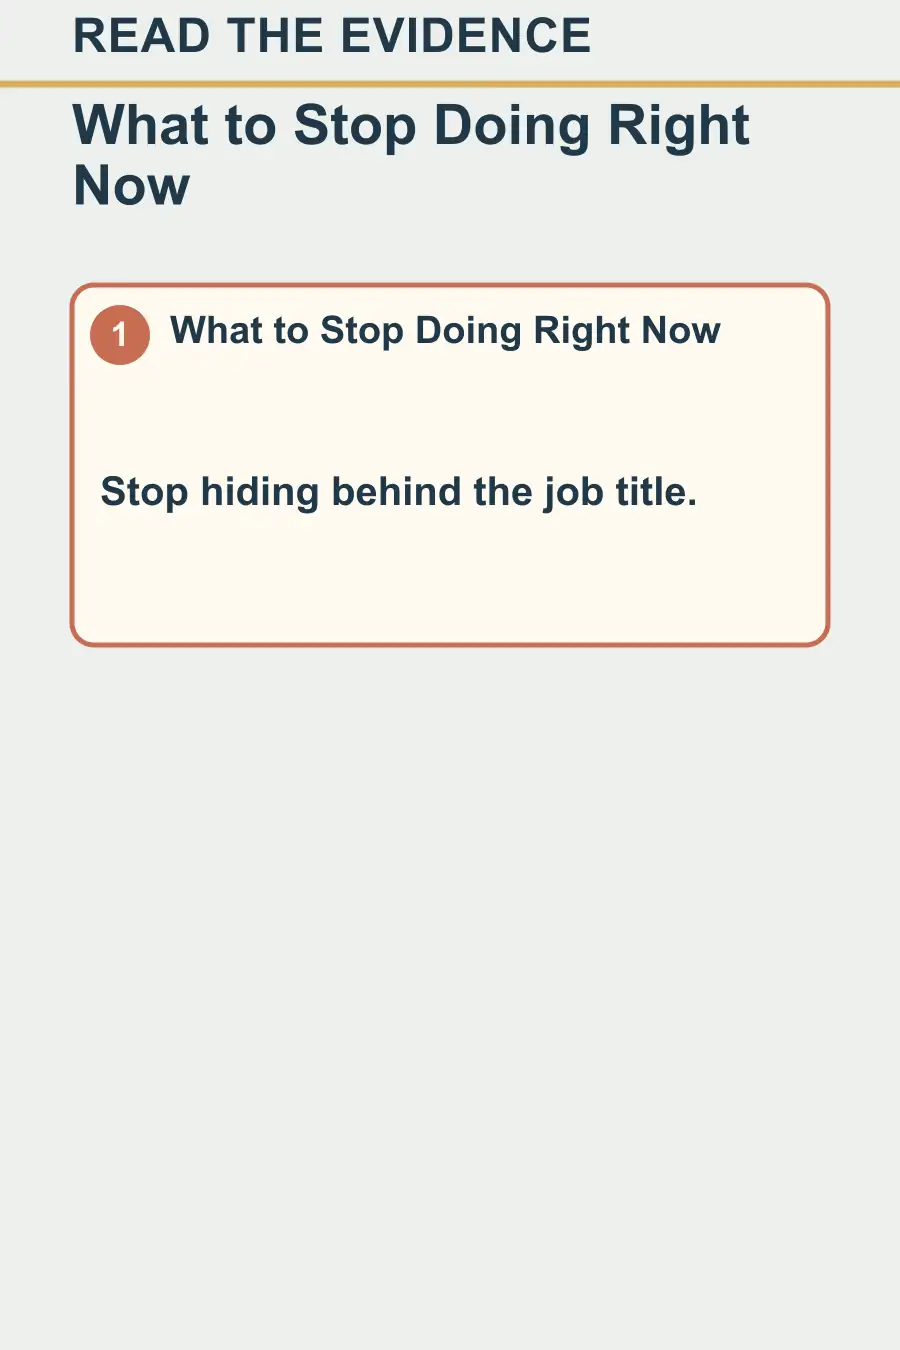 READ THE EVIDENCE
What to Stop Doing Right
Now
1 What to Stop Doing Right Now
Stop hiding behind the job title.